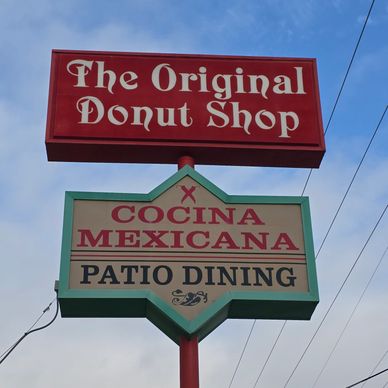 The Original
Donut Shop
COCINA
MEXICANA
PATIO DINING